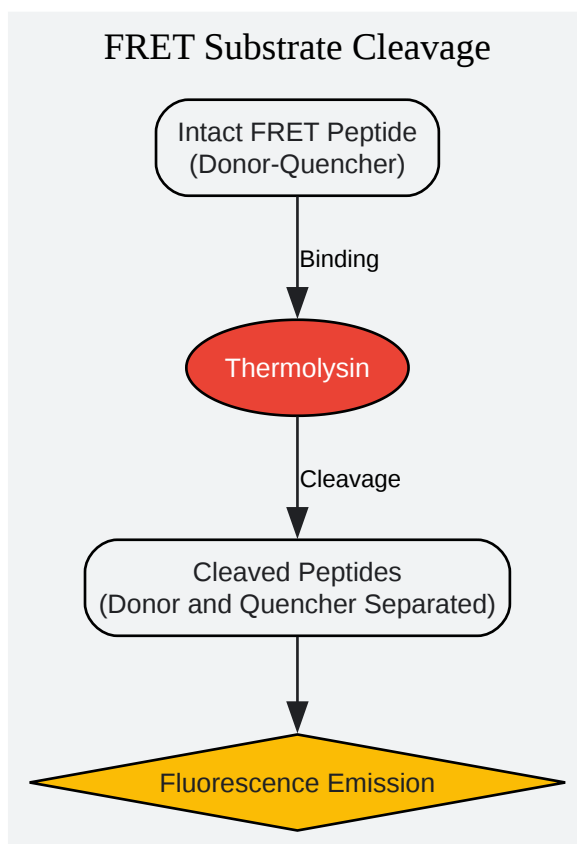 FRET Substrate Cleavage
Intact FRET Peptide
(Donor-Quencher)
Binding
Thermolysin
Cleavage
Cleaved Peptides
(Donor and Quencher Separated)
Fluorescence Emission